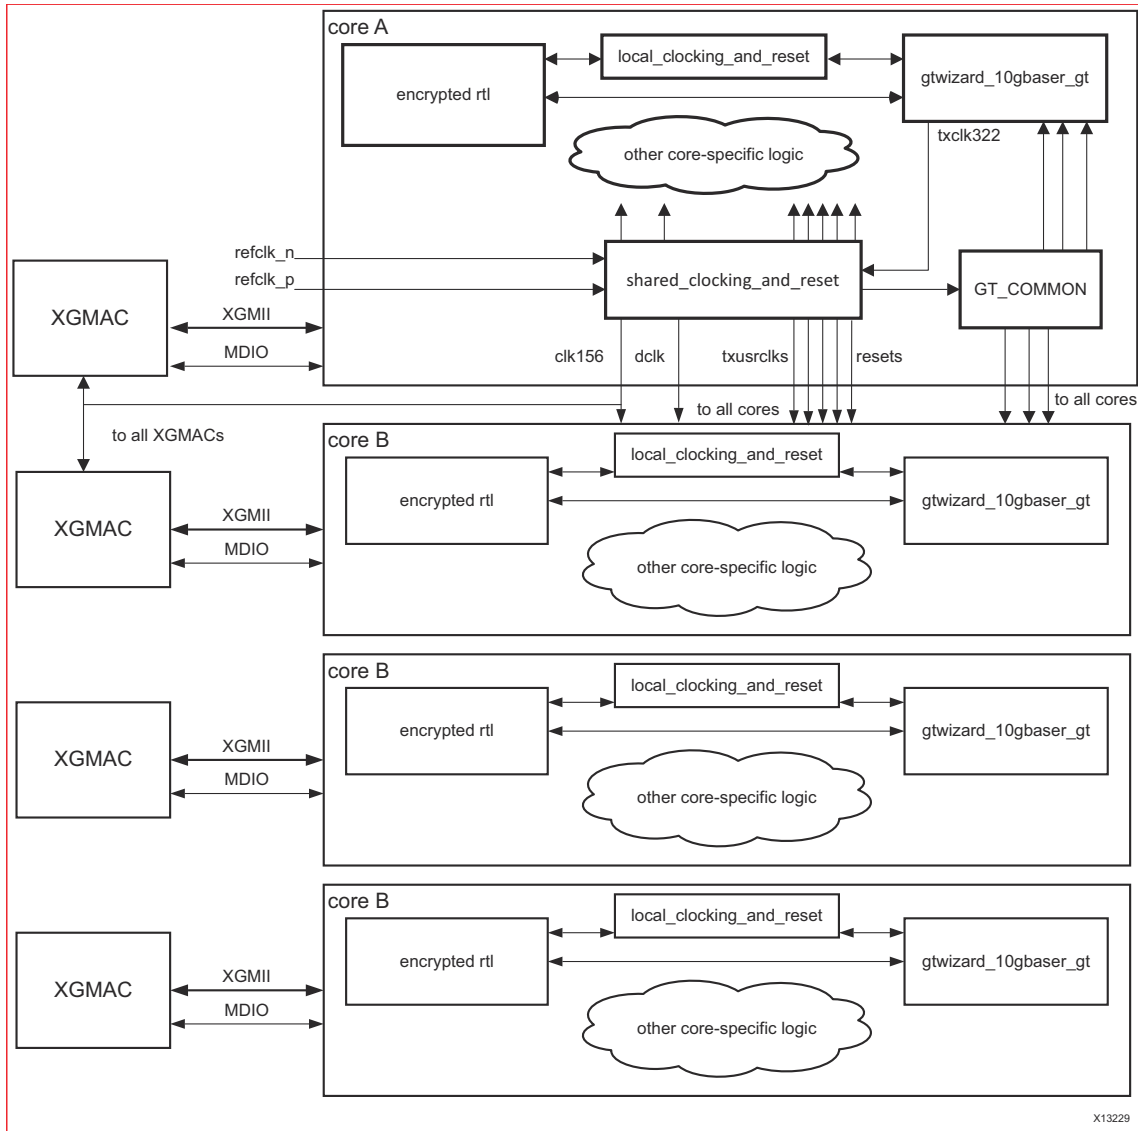 core A
local_clocking_and_reset
encrypted rtl
gtwizard_10gbaser_gt
txclk322
other core-specific logic
refclk_n
refclk_p
shared_clocking_and_reset
GT_COMMON
XGMAC
XGMII
MDIO
clk156
dclk
txusrclks
resets
to all cores
to all cores
to all XGMACs
core B
local_clocking_and_reset
encrypted rtl
gtwizard_10gbaser_gt
XGMAC
XGMII
MDIO
other core-specific logic
core B
local_clocking_and_reset
encrypted rtl
gtwizard_10gbaser_gt
XGMAC
XGMII
MDIO
other core-specific logic
core B
local_clocking_and_reset
encrypted rtl
gtwizard_10gbaser_gt
XGMAC
XGMII
MDIO
other core-specific logic
X13229